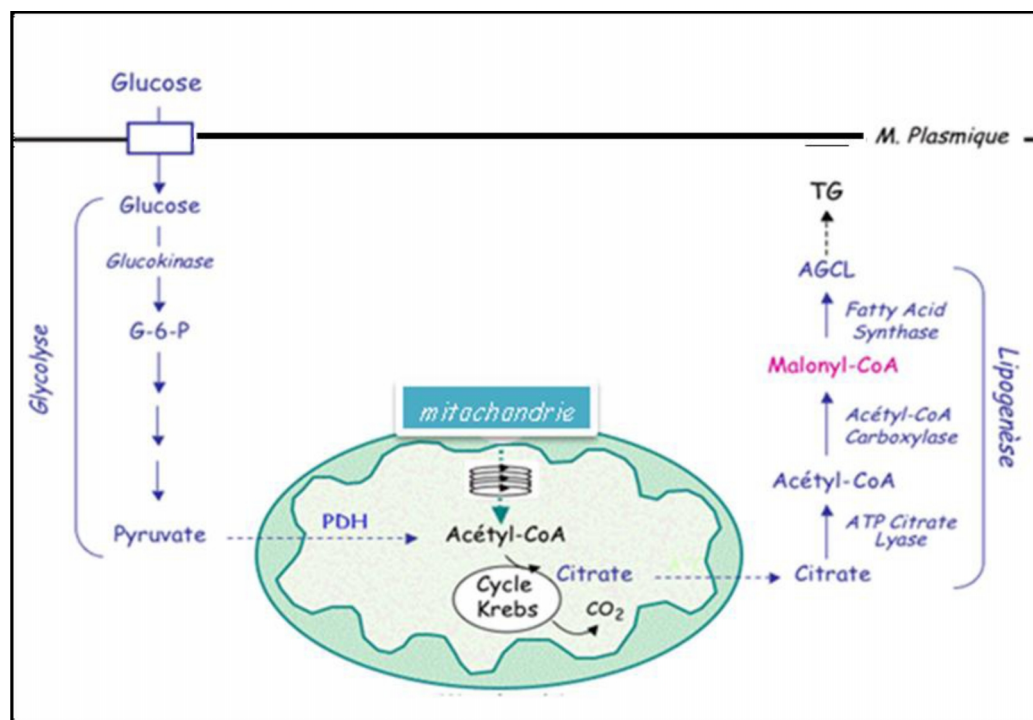 Glucose
M. Plasmique
Glucose
Glucokinase
G-6-P
Pyruvate
Glycolyse
mitachandrie
PDH
Acétyl-CoA
Citrate
Cycle
Krebs
CO₂
TG
AGCL
Fatty Acid
Synthase
Malonyl-CoA
Acétyl-CoA
Carboxylase
Acétyl-CoA
ATP Citrate
Lyase
Citrate
Lipogenèse